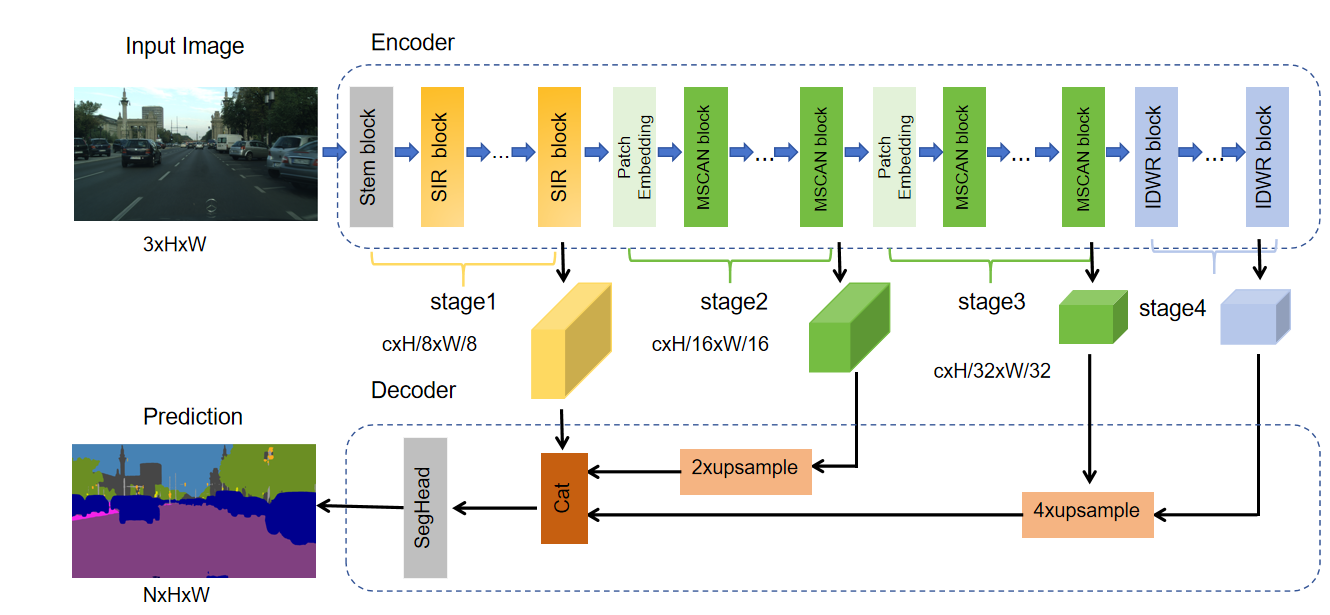 Input Image
Encoder
Stem block
SIR block
...
SIR block
Patch
Embedding
MSCAN block
...
MSCAN block
Patch
Embedding
MSCAN block
...
MSCAN block
IDWR block
...
IDWR block
3xHxW
stage1
stage2
stage3
stage4
cxH/8xW/8
cxH/16xW/16
cxH/32xW/32
Decoder
Prediction
SegHead
Cat
2xupsample
4xupsample
NxHxW